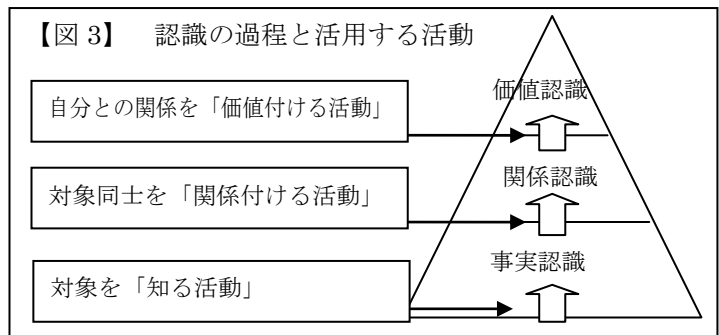 【図 3】 認識の過程と活用する活動
価値認識
自分との関係を「価値付ける活動」
関係認識
対象同士を「関係付ける活動」
事実認識
対象を「知る活動」